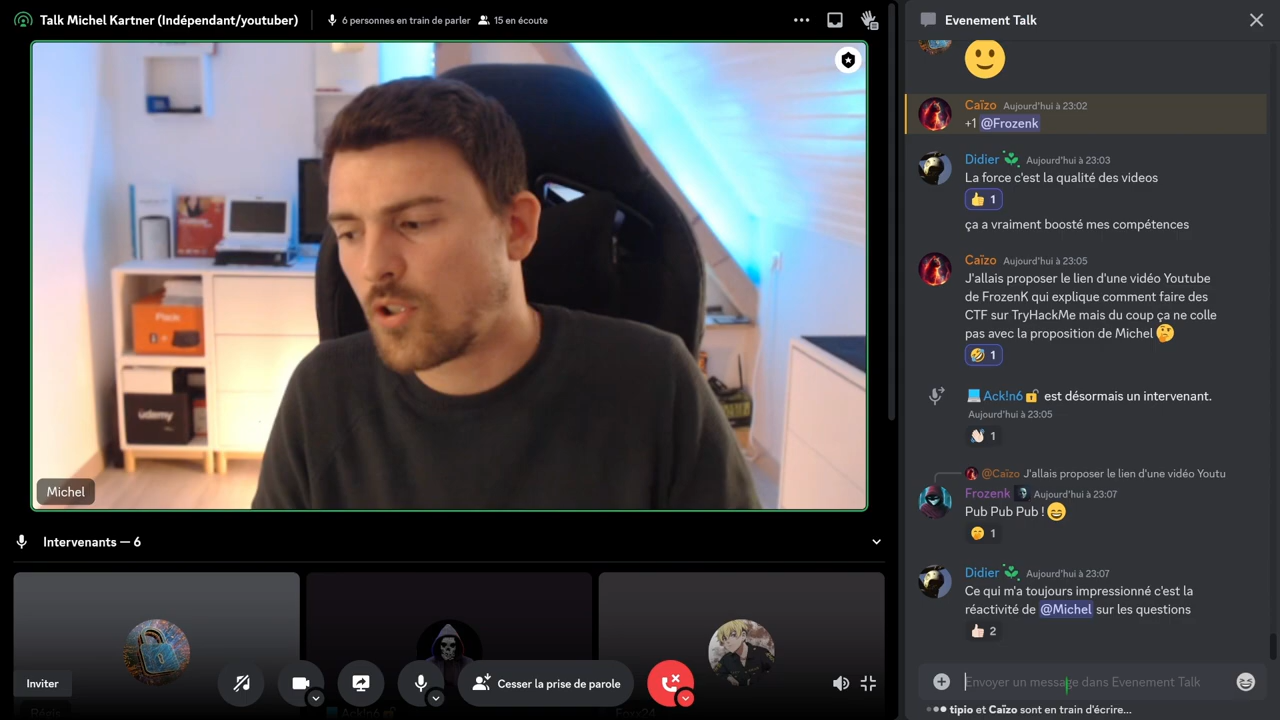 Talk Michel Kartner (Indépendant/youtuber)
6 personnes en train de parler
15 en écoute
Evenement Talk
Caïzo Aujourd'hui à 23:02
+1 @Frozenk
Didier Aujourd'hui à 23:03
La force c'est la qualité des videos
1
ça a vraiment boosté mes compétences
Caïzo Aujourd'hui à 23:05
J'allais proposer le lien d'une vidéo Youtube
de FrozenK qui explique comment faire des
CTF sur TryHackMe mais du coup ça ne colle
pas avec la proposition de Michel
1
Ack!n6 est désormais un intervenant.
Aujourd'hui à 23:05
1
@Caïzo J'allais proposer le lien d'une vidéo Youtu
Frozenk Aujourd'hui à 23:07
Pub Pub Pub !
1
Didier Aujourd'hui à 23:07
Ce qui m'a toujours impressionné c'est la
réactivité de @Michel sur les questions
2
Envoyer un message dans Evenement Talk
tipio et Caïzo sont en train d'écrire...
ûdemy
Michel
Intervenants — 6
Inviter
Cesser la prise de parole
Ack!n6